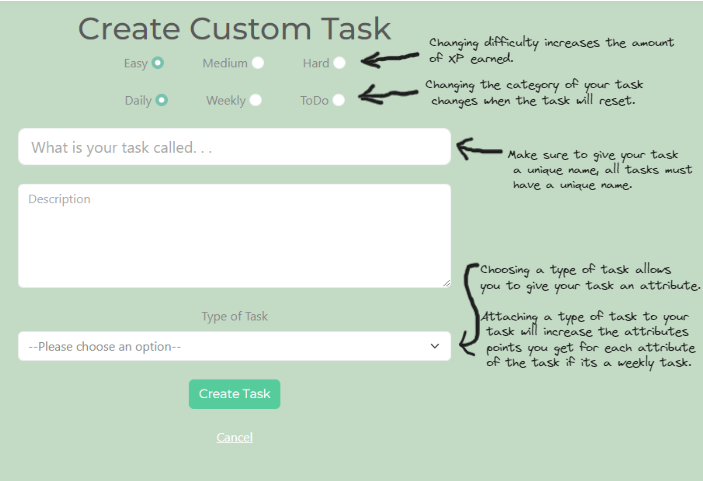 Create Custom Task
Easy Medium Hard
Changing difficulty increases the amount
of XP earned.
Daily Weekly ToDo
Changing the category of your task
changes when the task will reset.
What is your task called. . .
Make sure to give your task
a unique name, all tasks must
have a unique name.
Description
Choosing a type of task allows
you to give your task an attribute.
Attaching a type of task to your
task will increase the attributes
points you get for each attribute
of the task if its a weekly task.
Type of Task
--Please choose an option--
Create Task
Cancel